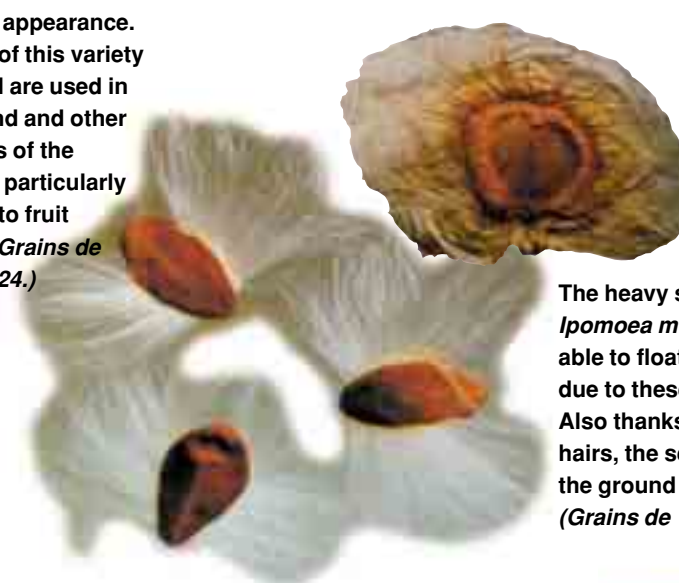 appearance.
of this variety
are used in
nd and other
s of the
particularly
to fruit
Grains de
24.)
The heavy s
Ipomoea m
able to float
due to these
Also thanks
hairs, the se
the ground
(Grains de